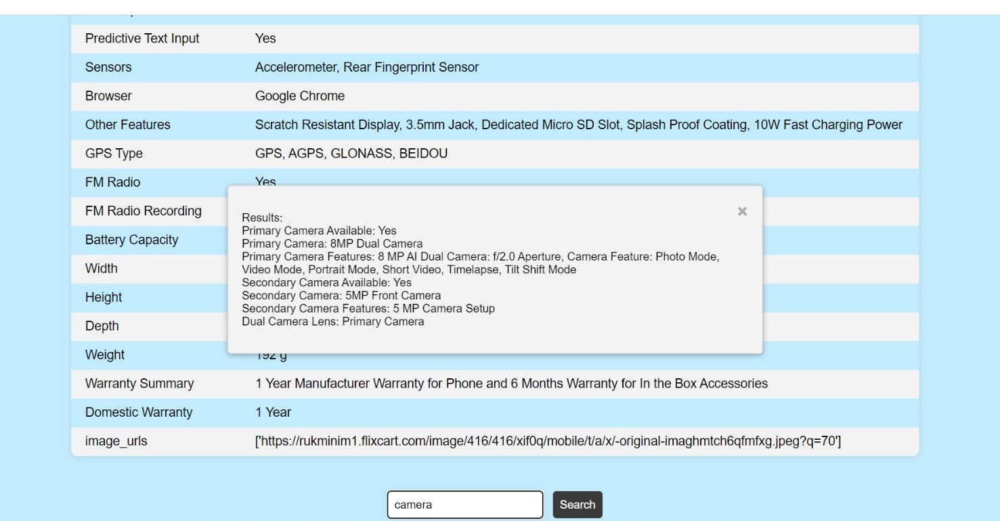 Predictive Text Input Yes
Sensors Accelerometer, Rear Fingerprint Sensor
Browser Google Chrome
Other Features Scratch Resistant Display, 3.5mm Jack, Dedicated Micro SD Slot, Splash Proof Coating, 10W Fast Charging Power
GPS Type GPS, AGPS, GLONASS, BEIDOU
FM Radio Yes
FM Radio Recording
Battery Capacity
Width
Height
Depth
Results:
Primary Camera Available: Yes
Primary Camera: 8MP Dual Camera
Primary Camera Features: 8 MP AI Dual Camera: f/2.0 Aperture, Camera Feature: Photo Mode,
Video Mode, Portrait Mode, Short Video, Timelapse, Tilt Shift Mode
Secondary Camera Available: Yes
Secondary Camera: 5MP Front Camera
Secondary Camera Features: 5 MP Camera Setup
Dual Camera Lens: Primary Camera
Weight 192 g
Warranty Summary 1 Year Manufacturer Warranty for Phone and 6 Months Warranty for In the Box Accessories
Domestic Warranty 1 Year
image_urls ['https://rukminim1.flixcart.com/image/416/416/xif0q/mobile/t/a/x/-original-imaghmtch6qfmfxg.jpeg?q=70']
camera Search